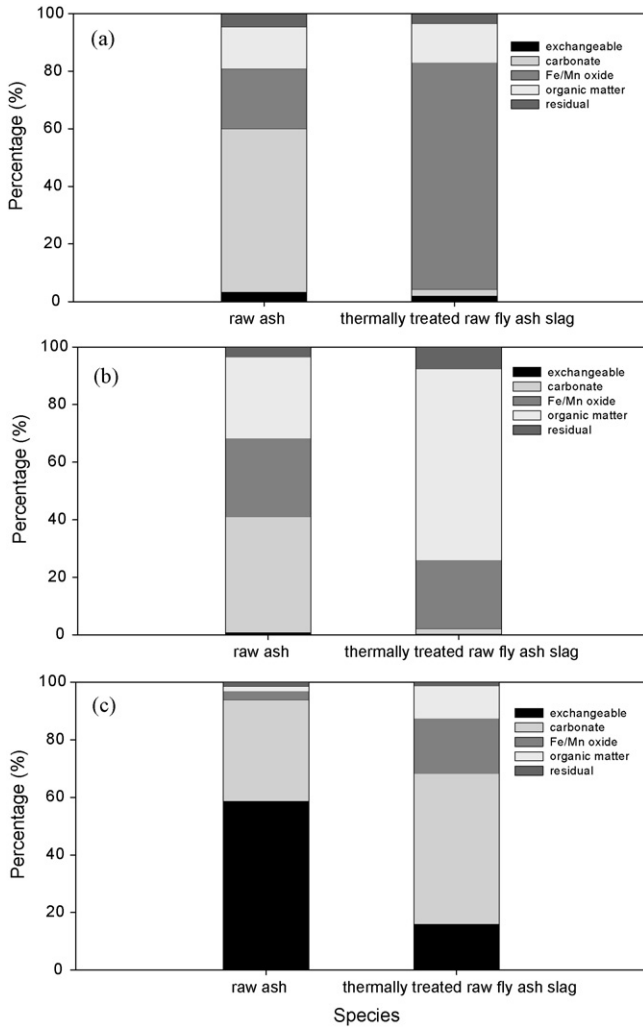 (a)
100
80
60
40
20
0
Percentage (%)
exchangeable
carbonate
Fe/Mn oxide
organic matter
residual
raw ash
thermally treated raw fly ash slag
(b)
100
80
60
40
20
0
Percentage (%)
exchangeable
carbonate
Fe/Mn oxide
organic matter
residual
raw ash
thermally treated raw fly ash slag
(c)
100
80
60
40
20
0
Percentage (%)
exchangeable
carbonate
Fe/Mn oxide
organic matter
residual
raw ash
thermally treated raw fly ash slag
Species